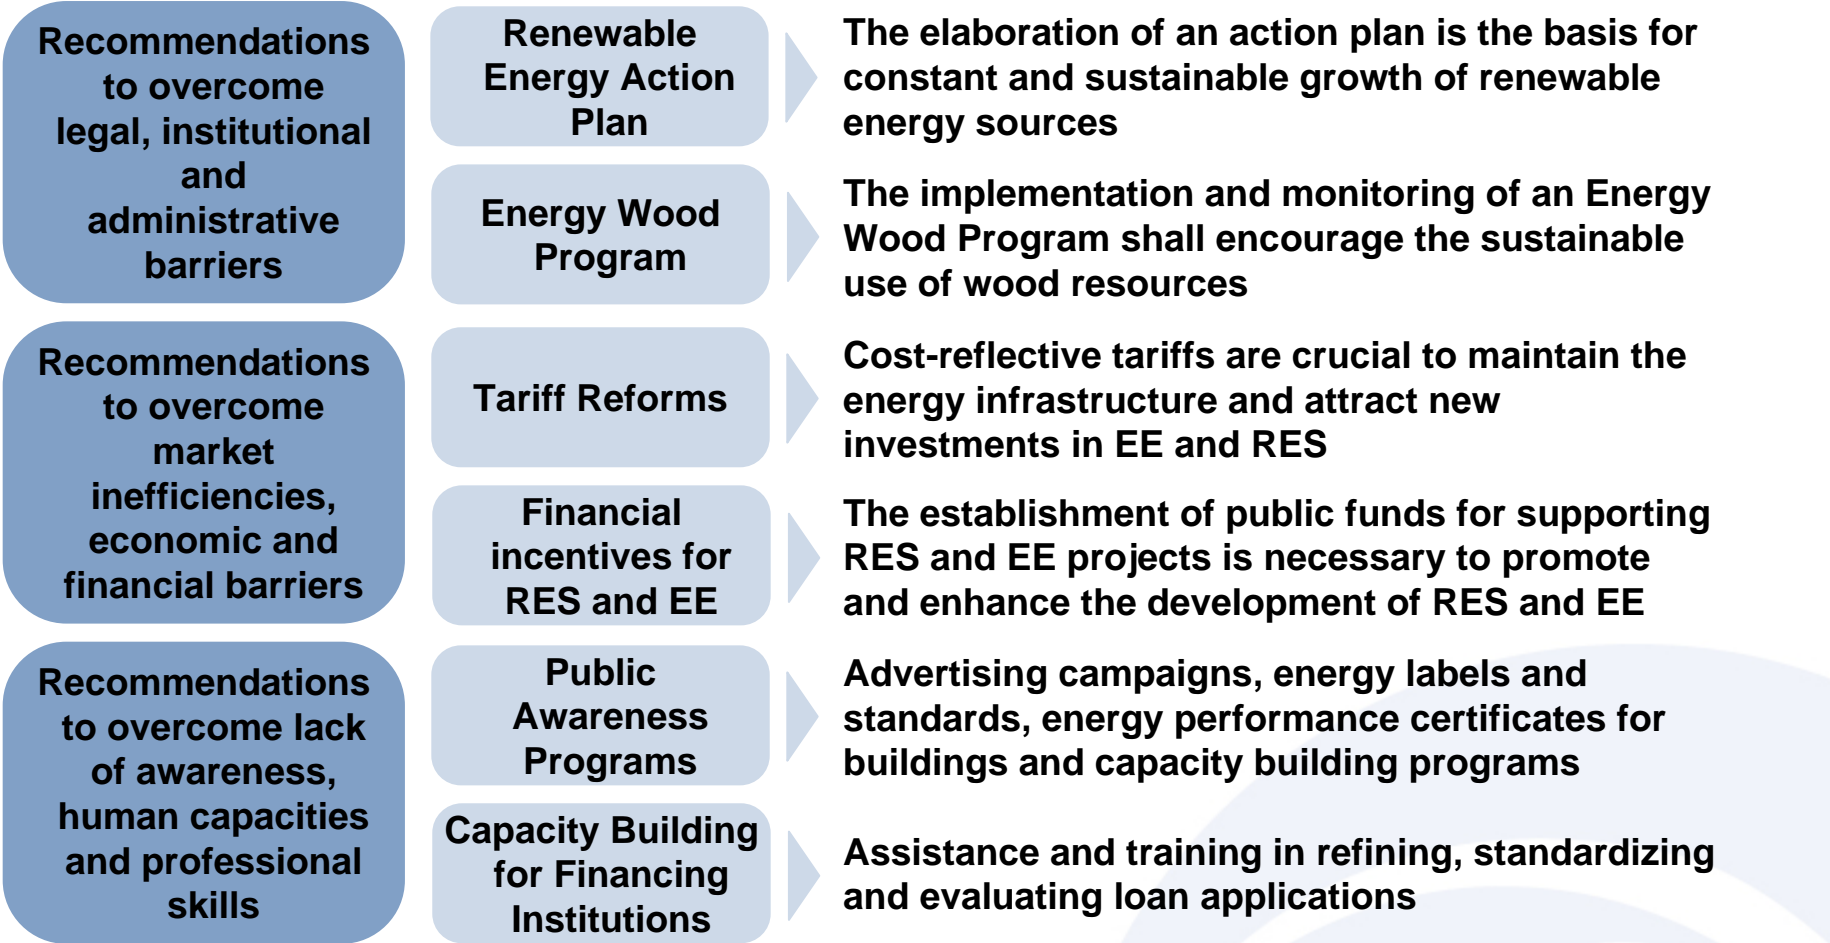 Recommendations
to overcome
legal, institutional
and
administrative
barriers
Renewable
Energy Action
Plan
The elaboration of an action plan is the basis for
constant and sustainable growth of renewable
energy sources
Energy Wood
Program
The implementation and monitoring of an Energy
Wood Program shall encourage the sustainable
use of wood resources
Recommendations
to overcome
market
inefficiencies,
economic and
financial barriers
Tariff Reforms
Cost-reflective tariffs are crucial to maintain the
energy infrastructure and attract new
investments in EE and RES
Financial
incentives for
RES and EE
The establishment of public funds for supporting
RES and EE projects is necessary to promote
and enhance the development of RES and EE
Recommendations
to overcome lack
of awareness,
human capacities
and professional
skills
Public
Awareness
Programs
Advertising campaigns, energy labels and
standards, energy performance certificates for
buildings and capacity building programs
Capacity Building
for Financing
Institutions
Assistance and training in refining, standardizing
and evaluating loan applications